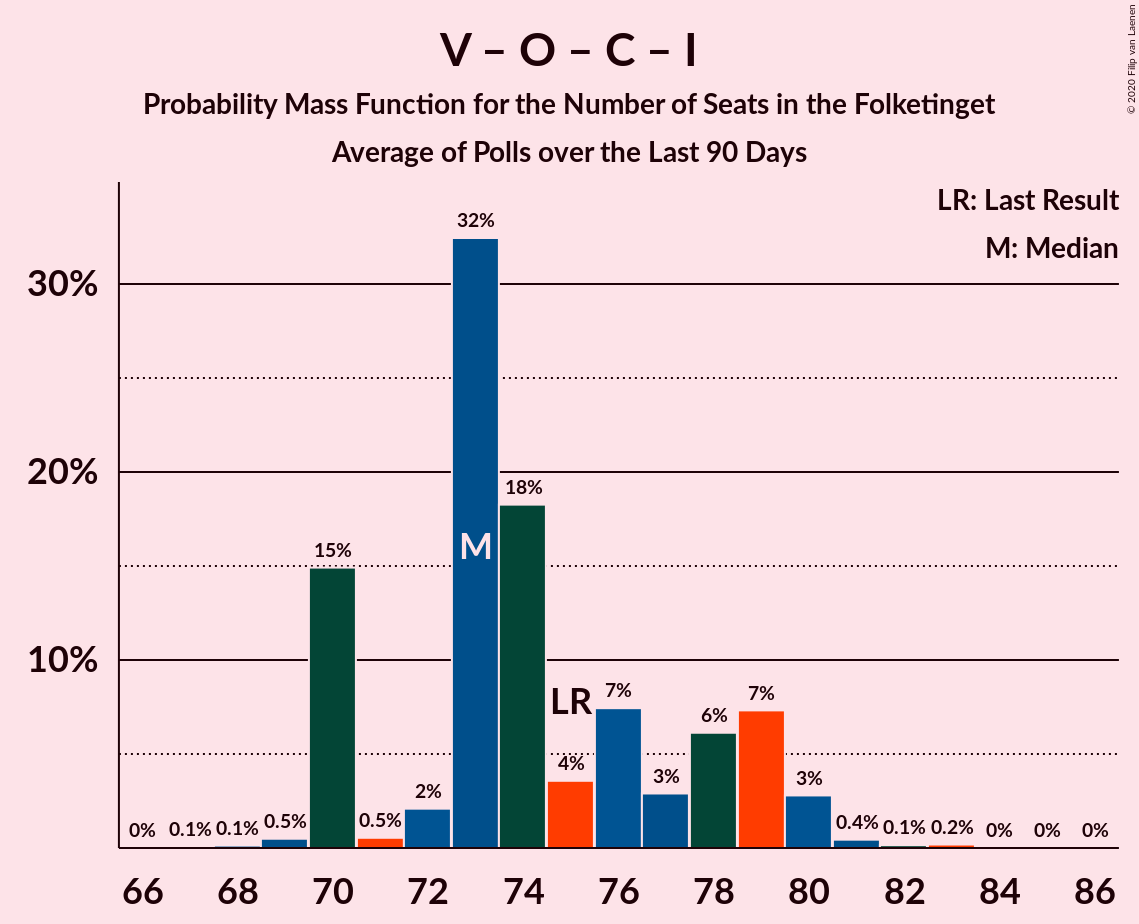 V – O – C – I
Probability Mass Function for the Number of Seats in the Folketinget
Average of Polls over the Last 90 Days
© 2020 Filip van Laenen
LR: Last Result
M: Median
30%
20%
10%
0%
0.1%
0.1%
0.5%
15%
0.5%
2%
32%
M
18%
LR
4%
7%
3%
6%
7%
3%
0.4%
0.1%
0.2%
0%
0%
0%
66 68 70 72 74 76 78 80 82 84 86